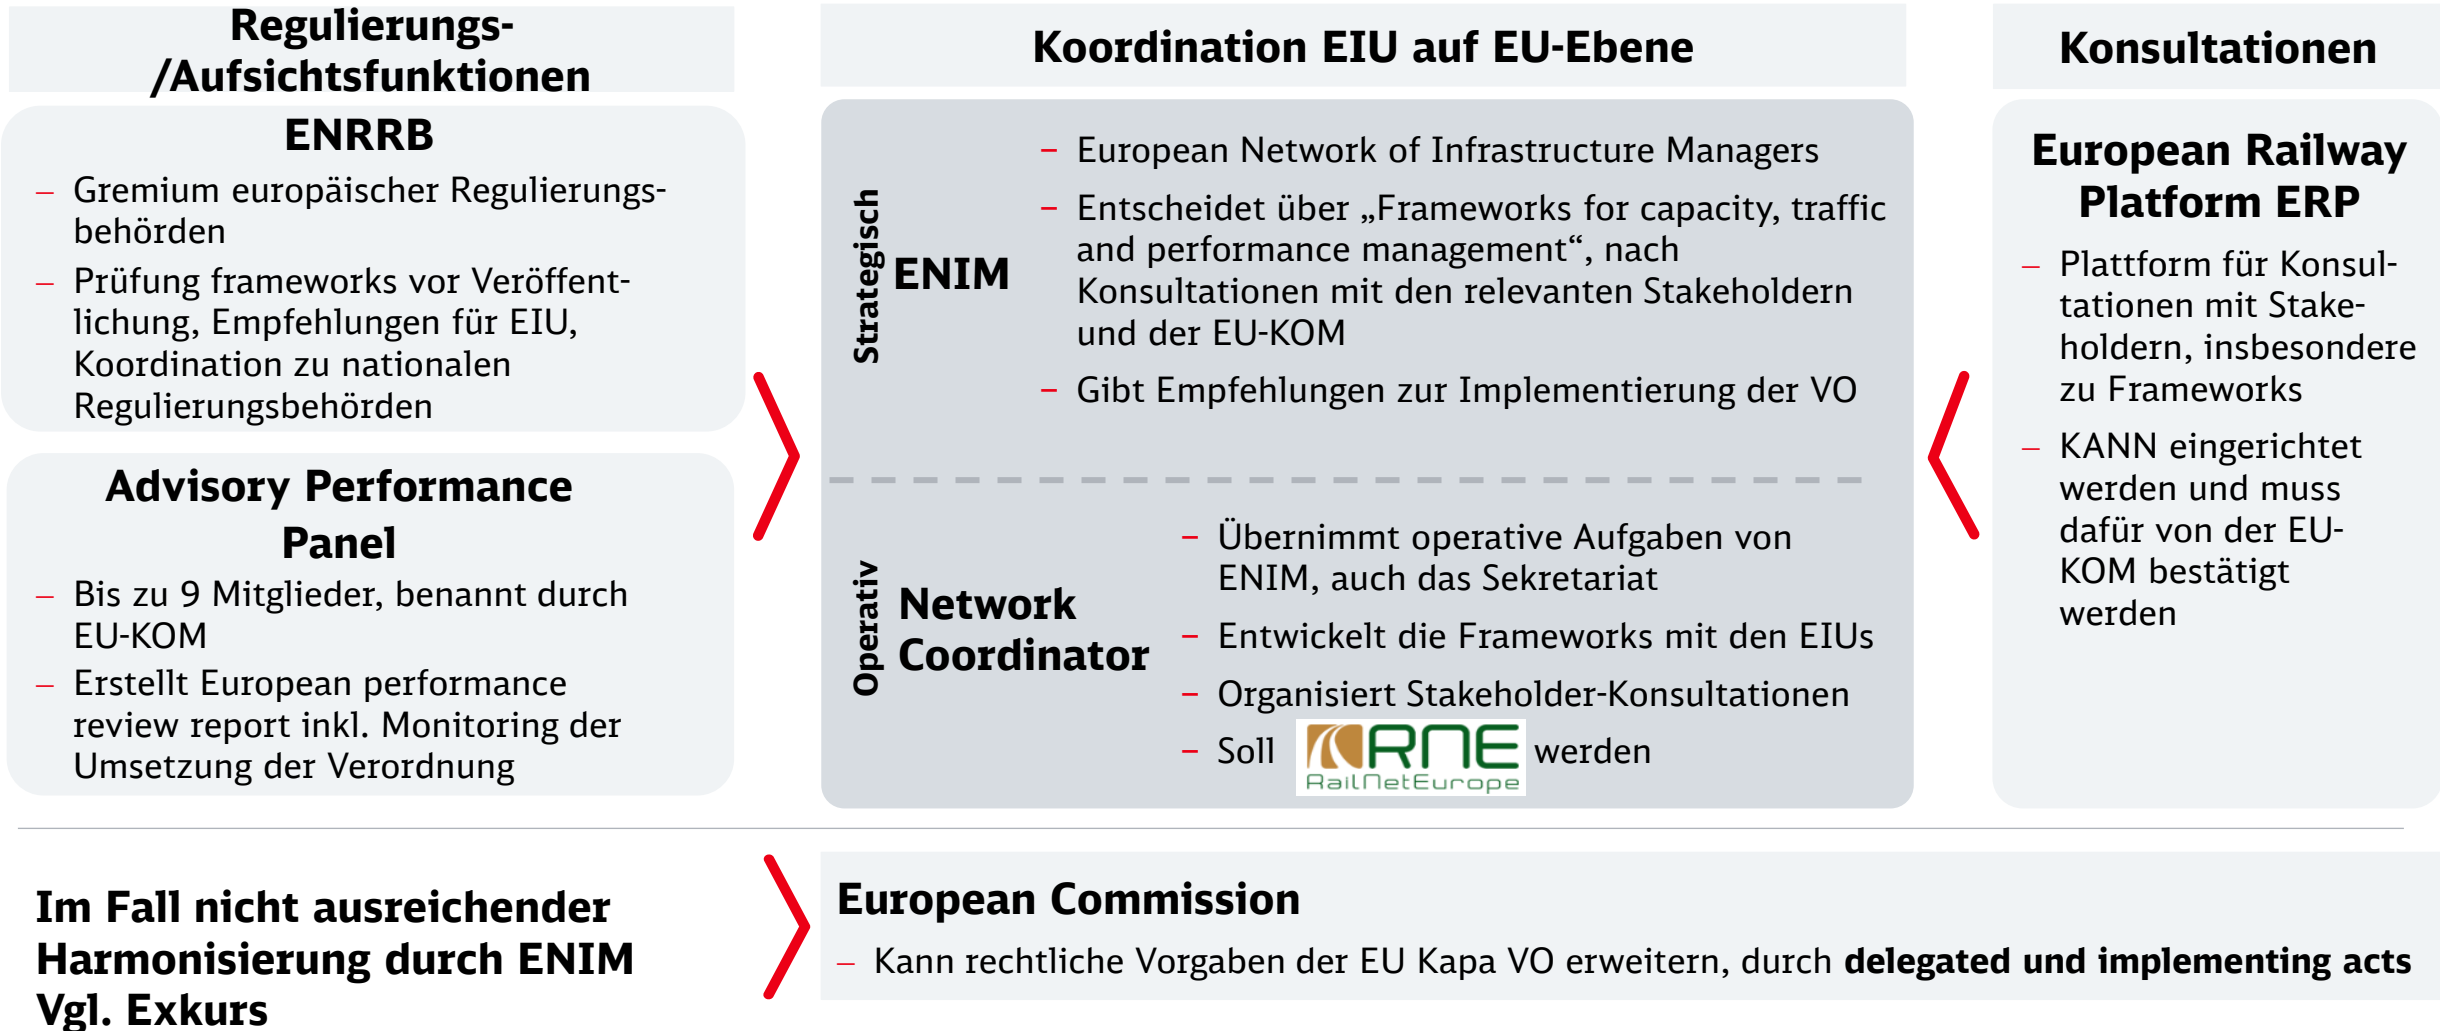 Regulierungs-
/Aufsichtsfunktionen
ENRRB
– Gremium europäischer Regulierungs-
behörden
– Prüfung frameworks vor Veröffent-
lichung, Empfehlungen für EIU,
Koordination zu nationalen
Regulierungsbehörden
Advisory Performance
Panel
– Bis zu 9 Mitglieder, benannt durch
EU-KOM
– Erstellt European performance
review report inkl. Monitoring der
Umsetzung der Verordnung
Koordination EIU auf EU-Ebene
Strategisch
ENIM
– European Network of Infrastructure Managers
– Entscheidet über „Frameworks for capacity, traffic
and performance management“, nach
Konsultationen mit den relevanten Stakeholdern
und der EU-KOM
– Gibt Empfehlungen zur Implementierung der VO
Operativ
Network
Coordinator
– Übernimmt operative Aufgaben von
ENIM, auch das Sekretariat
– Entwickelt die Frameworks mit den EIUs
– Organisiert Stakeholder-Konsultationen
– Soll RNE werden
RailNetEurope
Konsultationen
European Railway
Platform ERP
– Plattform für Konsul-
tationen mit Stake-
holdern, insbesondere
zu Frameworks
– KANN eingerichtet
werden und muss
dafür von der EU-
KOM bestätigt
werden
Im Fall nicht ausreichender
Harmonisierung durch ENIM
Vgl. Exkurs
European Commission
– Kann rechtliche Vorgaben der EU Kapa VO erweitern, durch delegated und implementing acts